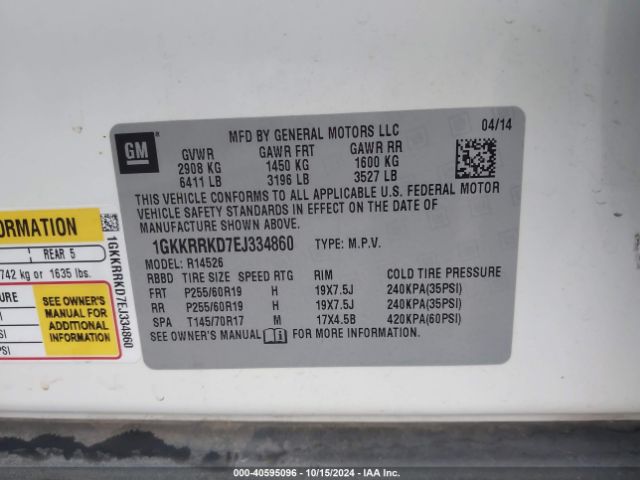 GM
MFD BY GENERAL MOTORS LLC
04/14
GVWR GAWR FRT GAWR RR
2908 KG 1450 KG 1600 KG
6411 LB 3196 LB 3527 LB
THIS VEHICLE CONFORMS TO ALL APPLICABLE U.S. FEDERAL MOTOR
VEHICLE SAFETY STANDARDS IN EFFECT ON THE DATE OF
MANUFACTURE SHOWN ABOVE.
1GKKRRKD7EJ334860 TYPE: M.P.V.
MODEL: R14526
RBBD TIRE SIZE SPEED RTG RIM COLD TIRE PRESSURE
FRT P255/60R19 H 19X7.5J 240KPA(35PSI)
RR P255/60R19 H 19X7.5J 240KPA(35PSI)
SPA T145/70R17 M 17X4.5B 420KPA(60PSI)
SEE OWNER'S MANUAL FOR MORE INFORMATION.
ORMATION
REAR 5
742 kg or 1635 lbs.
URE
SEE OWNER'S
MANUAL FOR
ADDITIONAL
INFORMATION
SI
PSI
1GKKRRKD7EJ334860
000-40595096 - 10/15/2024 - IAA Inc.